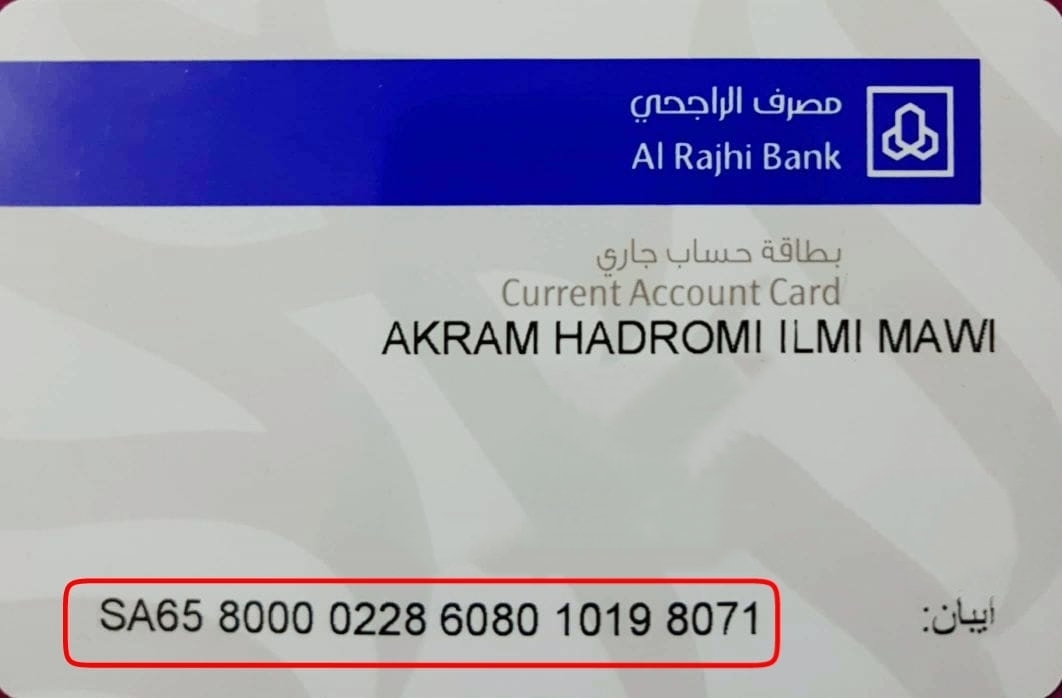 مصرف الراجحي
Al Rajhi Bank
بطاقة حساب جاري
Current Account Card
AKRAM HADROMI ILMI MAWI
أيبان: SA65 8000 0228 6080 1019 8071